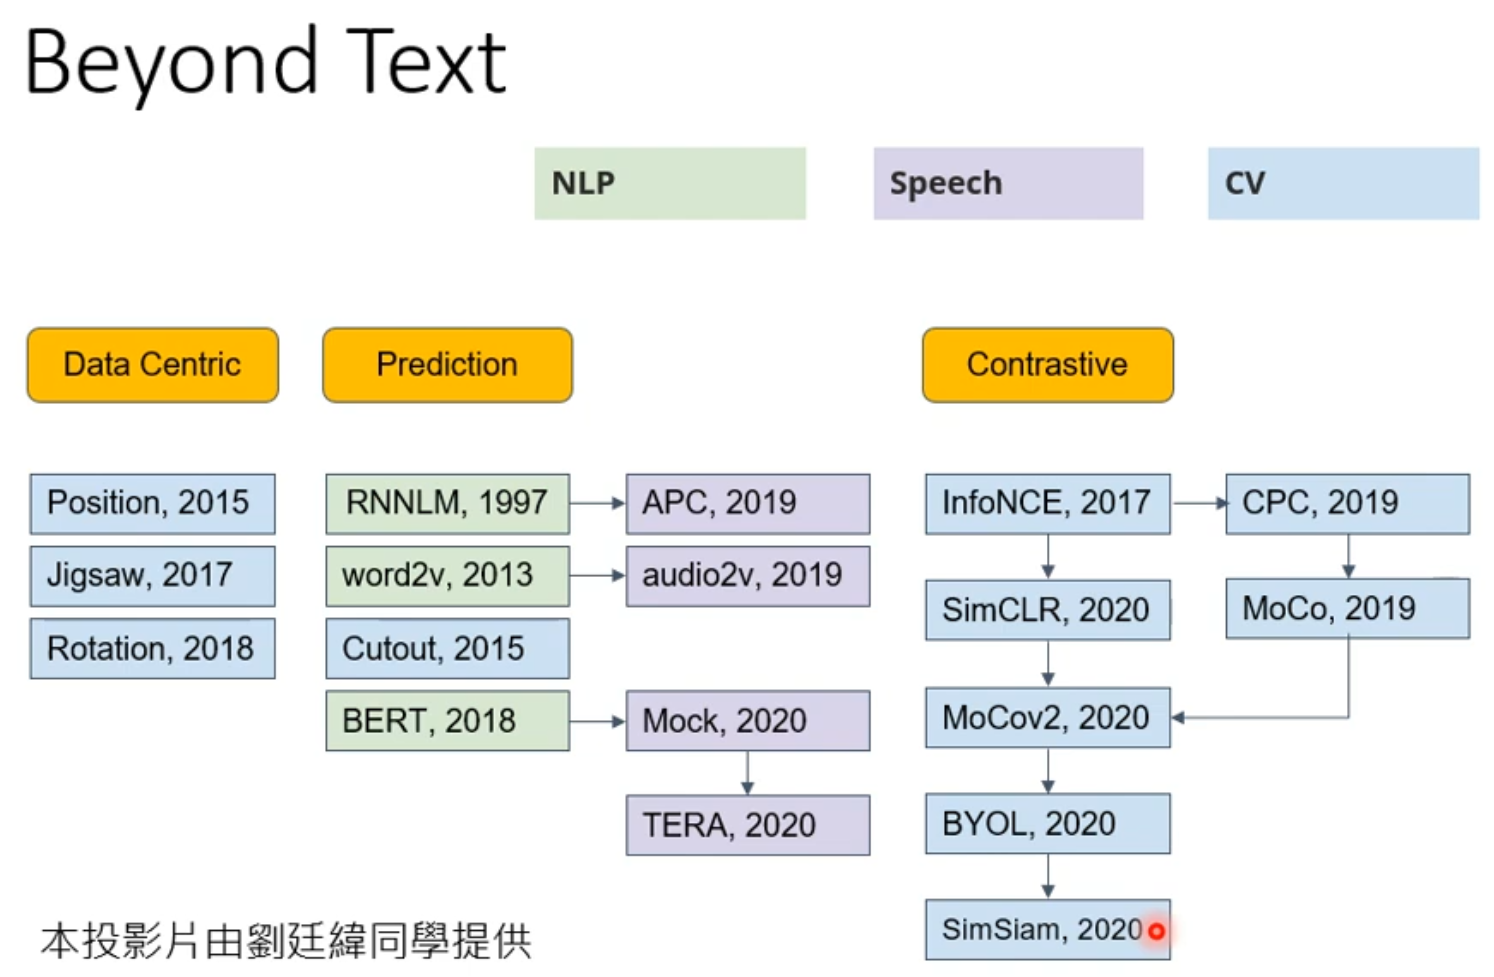 Beyond Text
NLP
Speech
CV
Data Centric
Position, 2015
Jigsaw, 2017
Rotation, 2018
Prediction
RNNLM, 1997
APC, 2019
word2v, 2013
audio2v, 2019
Cutout, 2015
BERT, 2018
Mock, 2020
TERA, 2020
Contrastive
InfoNCE, 2017
CPC, 2019
SimCLR, 2020
MoCo, 2019
MoCov2, 2020
BYOL, 2020
SimSiam, 2020
本投影片由劉廷緯同學提供